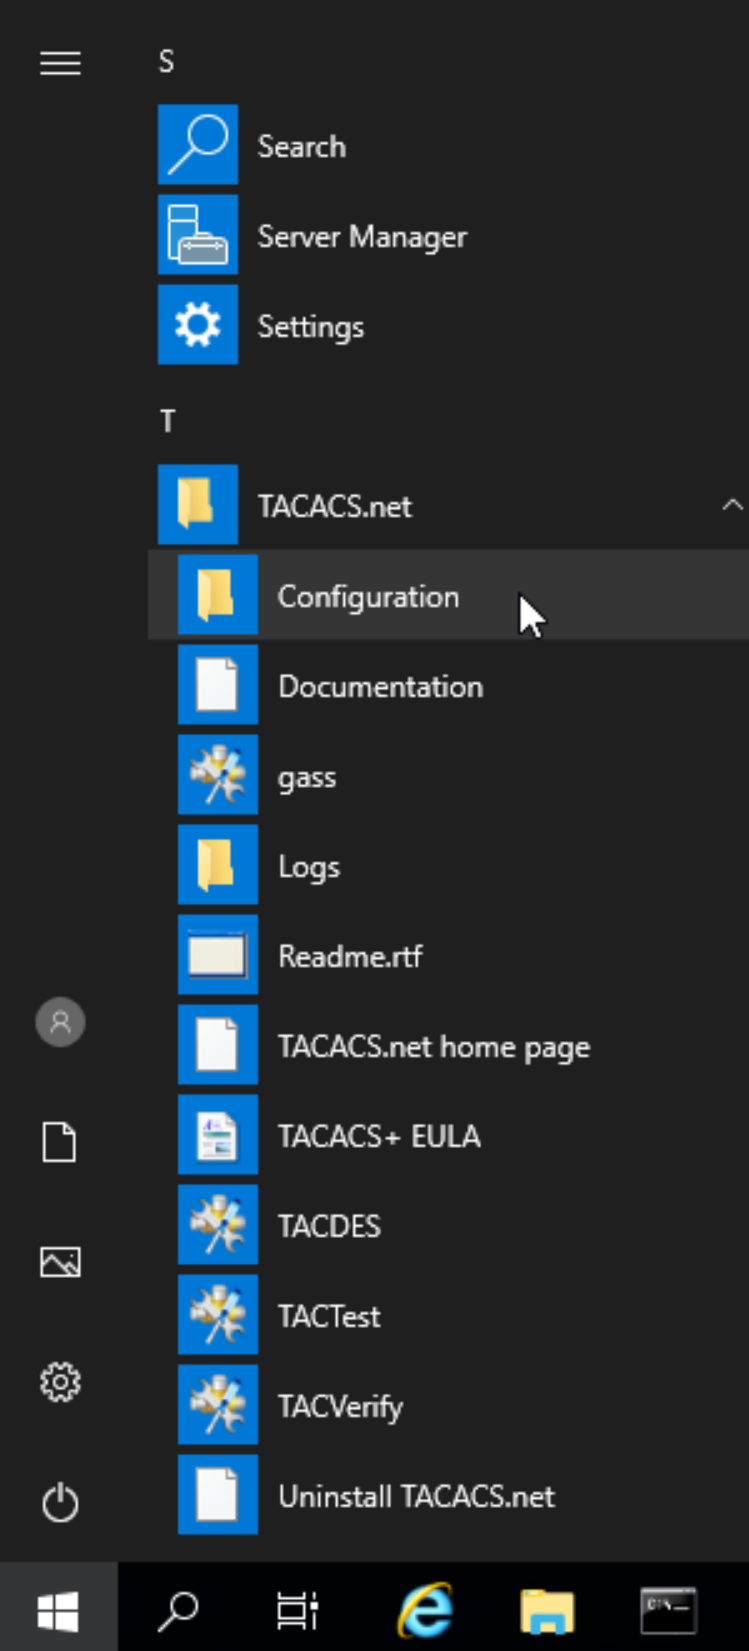 S
Search
Server Manager
Settings
T
TACACS.net
Configuration
Documentation
gass
Logs
Readme.rtf
TACACS.net home page
TACACS+ EULA
TACDES
TACTest
TACVerify
Uninstall TACACS.net